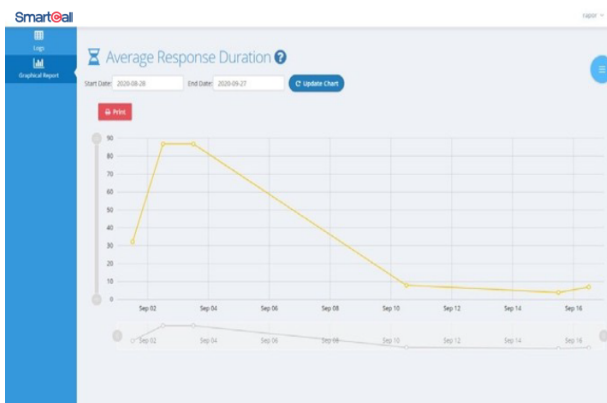 SmartCall
rapor
Logs
Graphical Report
Average Response Duration ?
Start Date: 2020-08-28 End Date: 2020-09-27 Update Chart
Print
90
80
70
60
50
40
30
20
10
0
Sep 02 Sep 04 Sep 06 Sep 08 Sep 10 Sep 12 Sep 14 Sep 16
Sep 02 Sep 04 Sep 06 Sep 08 Sep 10 Sep 12 Sep 14 Sep 16